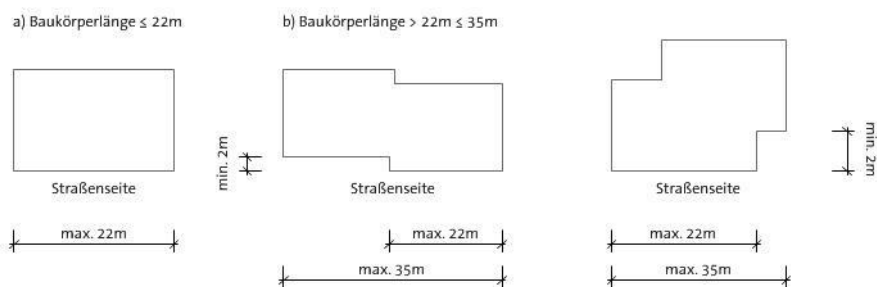 a) Baukörperlänge ≤ 22m
b) Baukörperlänge > 22m ≤ 35m
min. 2m
min. 2m
Straßenseite
Straßenseite
Straßenseite
max. 22m
max. 22m
max. 22m
max. 35m
max. 35m